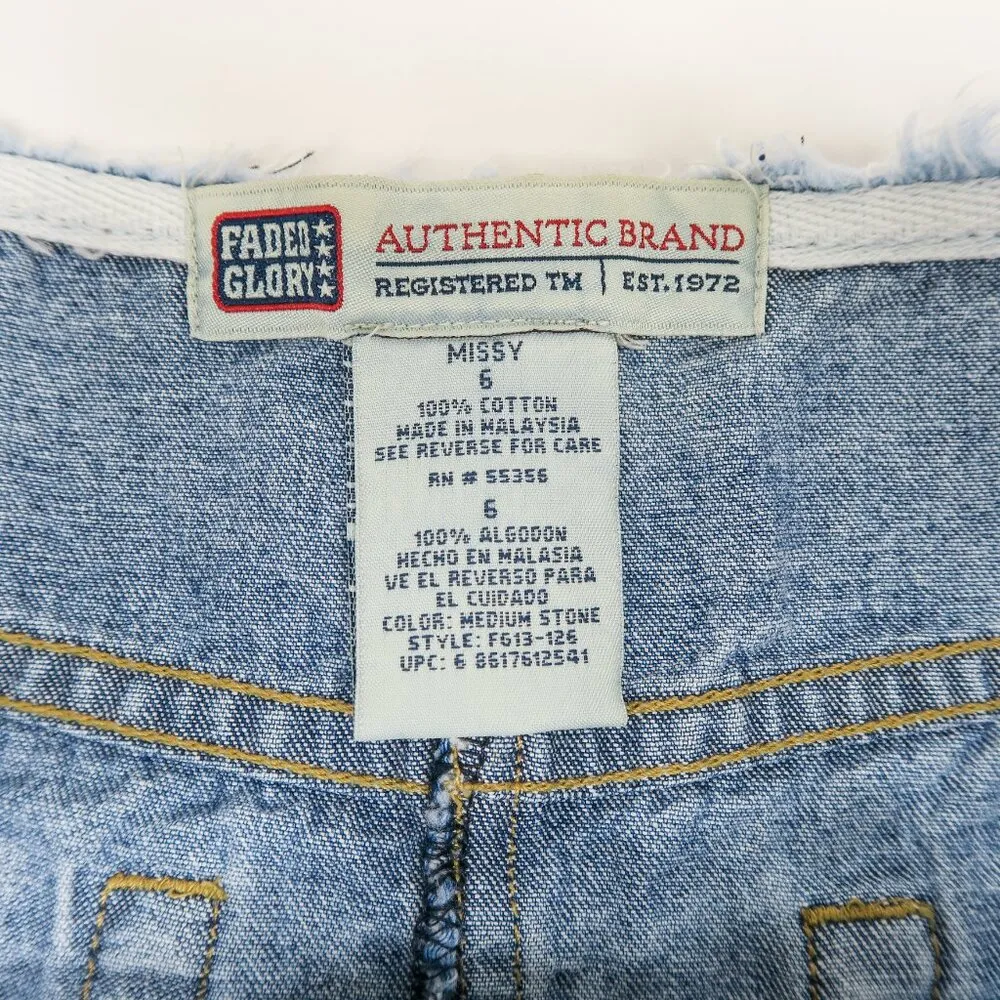 FADED
GLORY
AUTHENTIC BRAND
REGISTERED TM | EST. 1972
MISSY
6
100% COTTON
MADE IN MALAYSIA
SEE REVERSE FOR CARE
RN # 55356
6
100% ALGODON
HECHO EN MALASIA
VE EL REVERSO PARA
EL CUIDADO
COLOR: MEDIUM STONE
STYLE: FG13-126
UPC: 6 8617612541